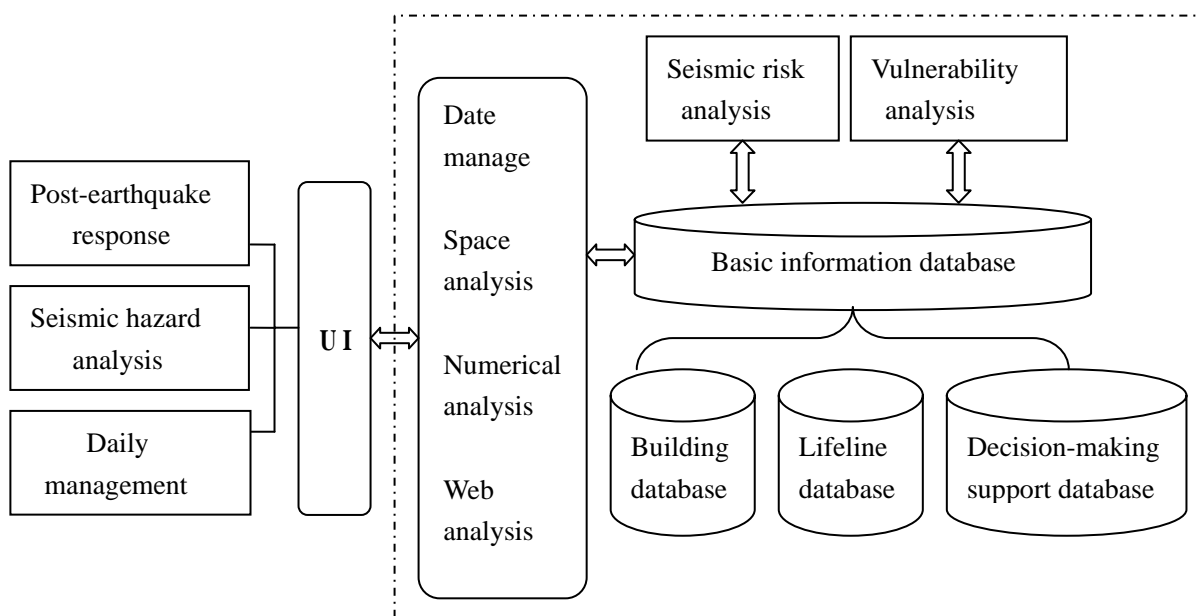 Post-earthquake
response
Seismic hazard
analysis
Daily
management
UI
Date
manage
Space
analysis
Numerical
analysis
Web
analysis
Seismic risk
analysis
Vulnerability
analysis
Basic information database
Building
database
Lifeline
database
Decision-making
support database